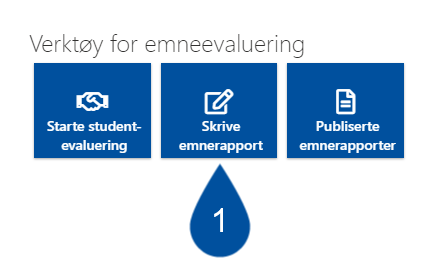 Verktøy for emneevaluering
Starte student-
evaluering
Skrive
emnerapport
Publiserte
emnerapporter
1